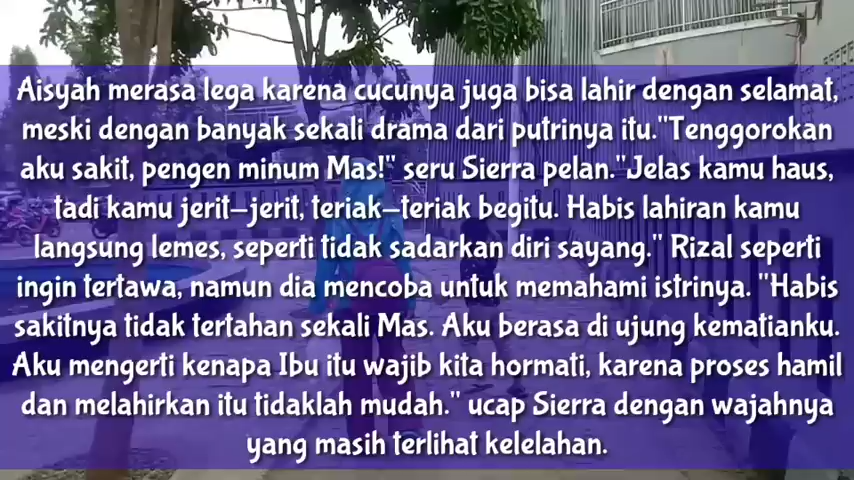 Aisyah merasa lega karena cucunya juga bisa lahir dengan selamat,
meski dengan banyak sekali drama dari putrinya itu."Tenggorokan
aku sakit, pengen minum Mas!" seru Sierra pelan."Jelas kamu haus,
tadi kamu jerit-jerit, teriak-teriak begitu. Habis lahiran kamu
langsung lemes, seperti tidak sadarkan diri sayang." Rizal seperti
ingin tertawa, namun dia mencoba untuk memahami istrinya. "Habis
sakitnya tidak tertahan sekali Mas. Aku berasa di ujung kematianku.
Aku mengerti kenapa Ibu itu wajib kita hormati, karena proses hamil
dan melahirkan itu tidaklah mudah." ucap Sierra dengan wajahnya
yang masih terlihat kelelahan.